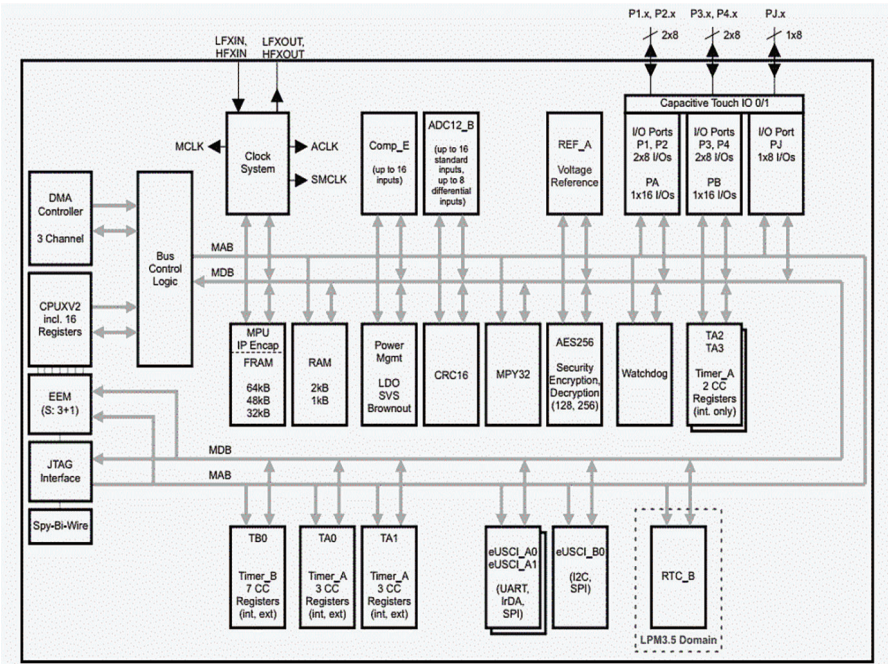 P1.x, P2.x
P3.x, P4.x
PJ.x
2x8
2x8
1x8
LFXIN,
HFXIN
LFXOUT,
HFXOUT
Capacitive Touch IO 0/1
MCLK
Clock
System
ACLK
SMCLK
Comp_E
(up to 16
inputs)
ADC12_B
(up to 16
standard
inputs,
up to 8
differential
inputs)
REF_A
Voltage
Reference
I/O Ports
P1, P2
2x8 I/Os
PA
1x16 I/Os
I/O Ports
P3, P4
2x8 I/Os
PB
1x16 I/Os
I/O Port
PJ
1x8 I/Os
DMA
Controller
3 Channel
Bus
Control
Logic
MAB
MDB
CPUXV2
incl. 16
Registers
MPU
IP Encap
FRAM
64kB
48kB
32kB
RAM
2kB
1kB
Power
Mgmt
LDO
SVS
Brownout
CRC16
MPY32
AES256
Security
Encryption,
Decryption
(128, 256)
Watchdog
TA2
TA3
Timer_A
2 CC
Registers
(int. only)
EEM
(S: 3+1)
JTAG
Interface
Spy-Bi-Wire
MDB
MAB
TB0
Timer_B
7 CC
Registers
(int, ext)
TA0
Timer_A
3 CC
Registers
(int, ext)
TA1
Timer_A
3 CC
Registers
(int, ext)
eUSCI_A0
eUSCI_A1
(UART,
IrDA,
SPI)
eUSCI_B0
(I2C,
SPI)
RTC_B
LPM3.5 Domain